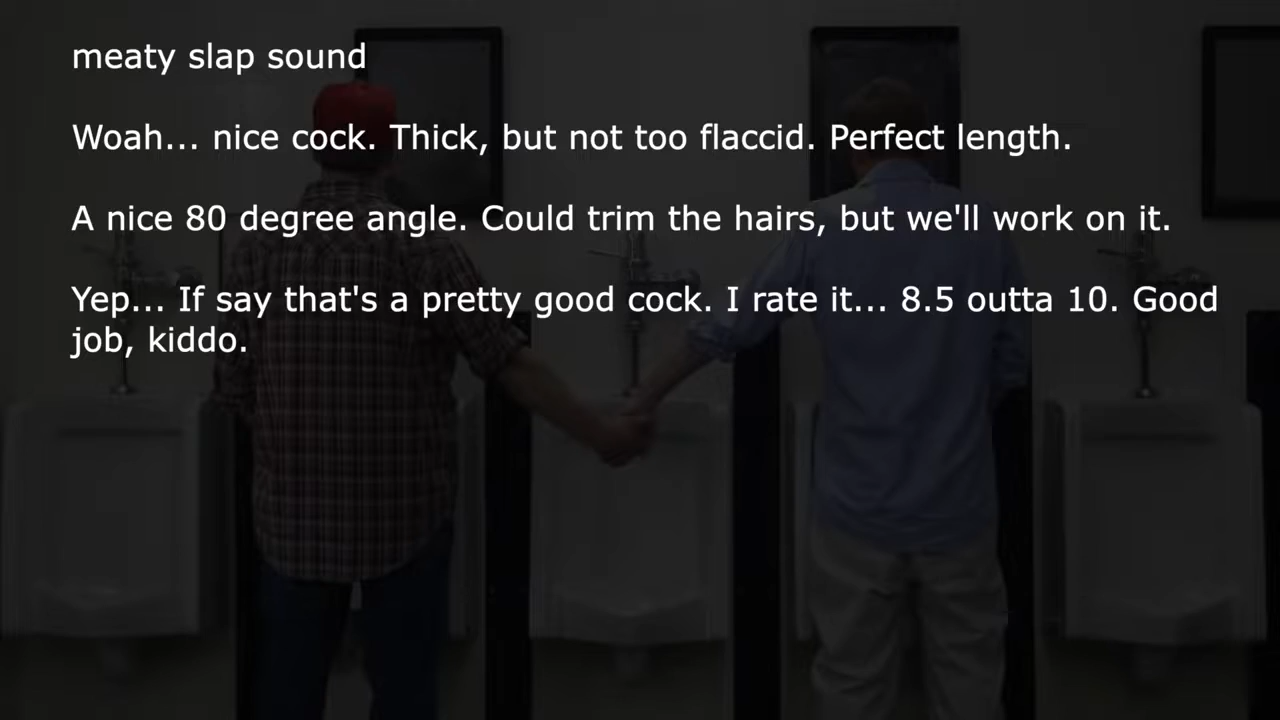 meaty slap sound
Woah... nice cock. Thick, but not too flaccid. Perfect length.
A nice 80 degree angle. Could trim the hairs, but we'll work on it.
Yep... If say that's a pretty good cock. I rate it... 8.5 outta 10. Good
job, kiddo.